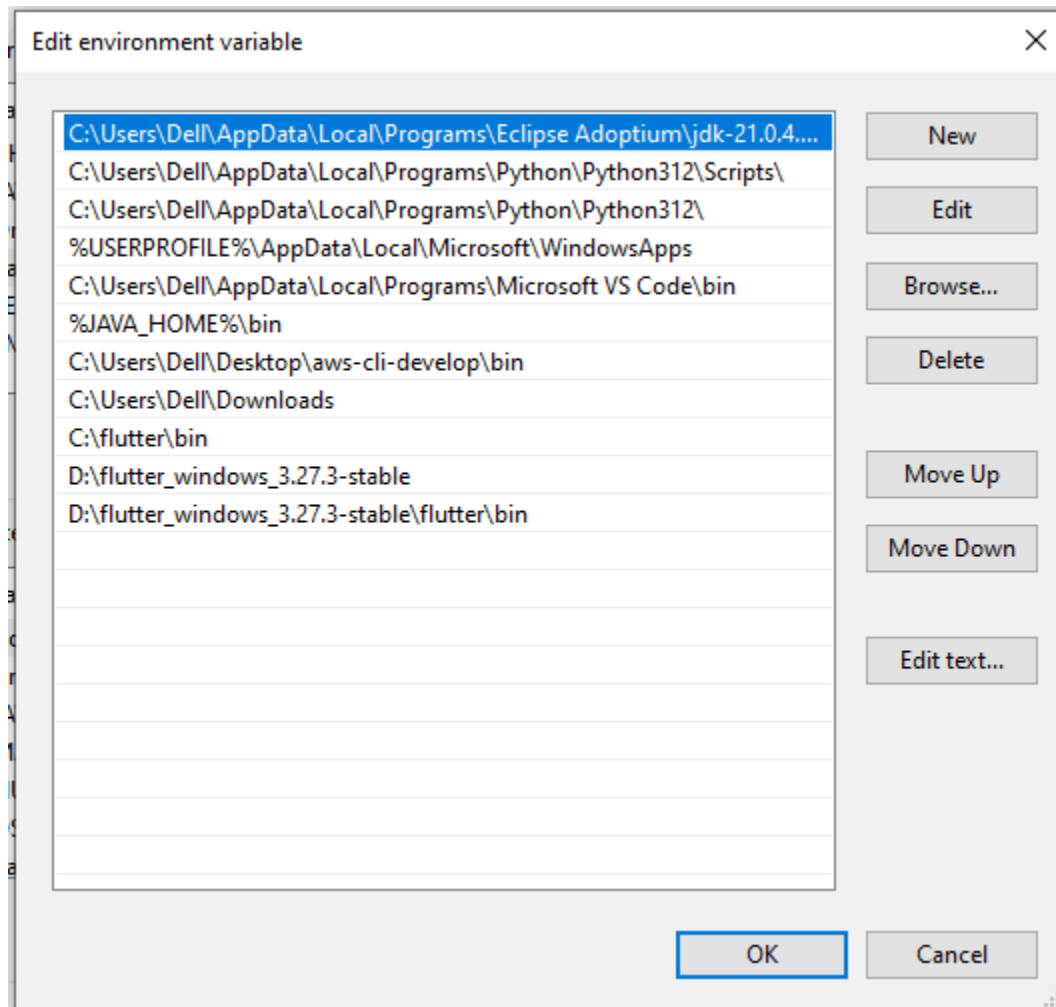 Edit environment variable
C:\Users\Dell\AppData\Local\Programs\Eclipse Adoptium\jdk-21.0.4....
New
C:\Users\Dell\AppData\Local\Programs\Python\Python312\Scripts\
C:\Users\Dell\AppData\Local\Programs\Python\Python312\
Edit
%USERPROFILE%\AppData\Local\Microsoft\WindowsApps
C:\Users\Dell\AppData\Local\Programs\Microsoft VS Code\bin
Browse...
%JAVA_HOME%\bin
C:\Users\Dell\Desktop\aws-cli-develop\bin
Delete
C:\Users\Dell\Downloads
C:\flutter\bin
D:\flutter_windows_3.27.3-stable
Move Up
D:\flutter_windows_3.27.3-stable\flutter\bin
Move Down
Edit text...
OK
Cancel